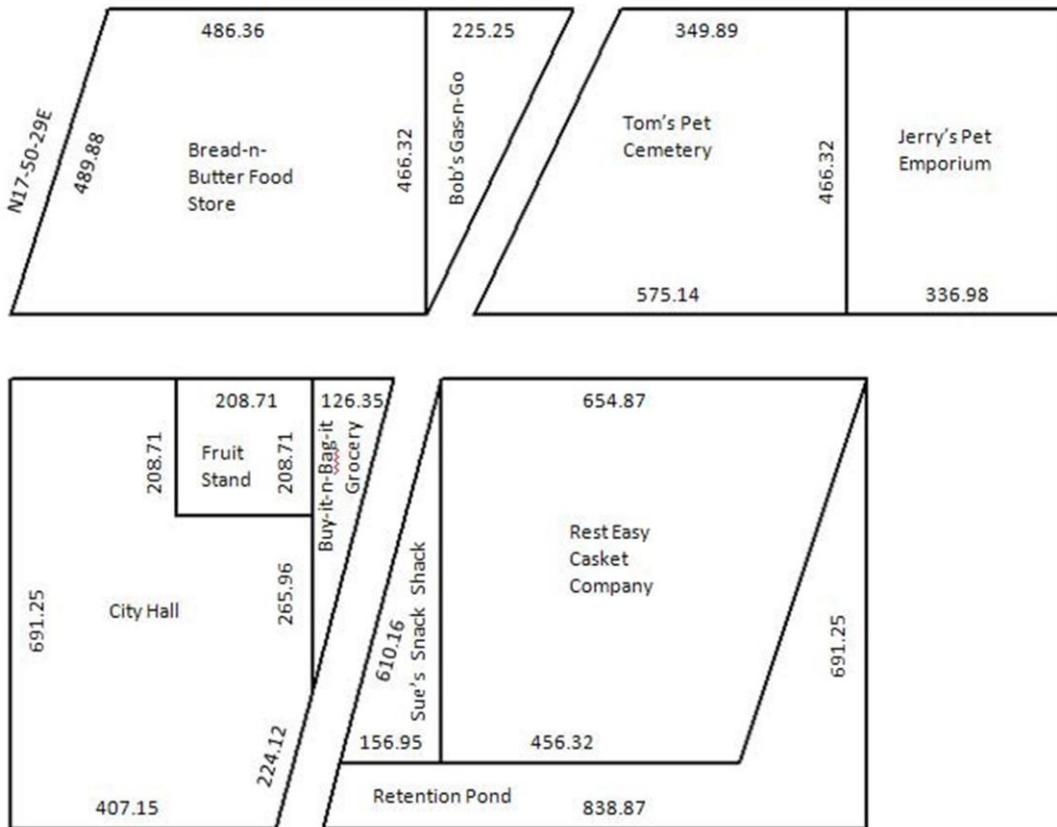 486.36
225.25
349.89
N17-50-29E
489.88
Bread-n-
Butter Food
Store
466.32
Bob's Gas-n-Go
Tom's Pet
Cemetery
466.32
Jerry's Pet
Emporium
575.14
336.98
208.71
126.35
654.87
208.71
Fruit
Stand
208.71
Buy-it-n-Bag-it
Grocery
691.25
City Hall
265.96
610.16
Sue's Snack Shack
Rest Easy
Casket
Company
691.25
224.12
156.95
456.32
407.15
Retention Pond
838.87